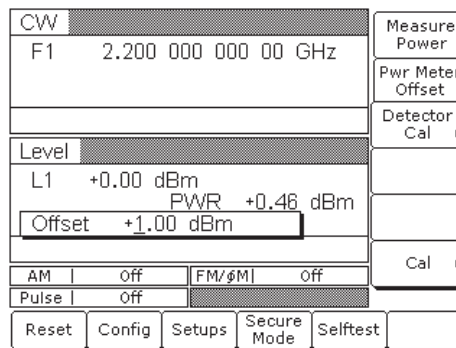 CW
F1 2.200 000 000 00 GHz
Level
L1 +0.00 dBm
PWR +0.46 dBm
Offset +1.00 dBm
AM | Off
FM/ϕM| Off
Pulse | Off
Reset
Config
Setups
Secure
Mode
Selftest
Measure
Power
Pwr Meter
Offset
Detector
Cal
Cal